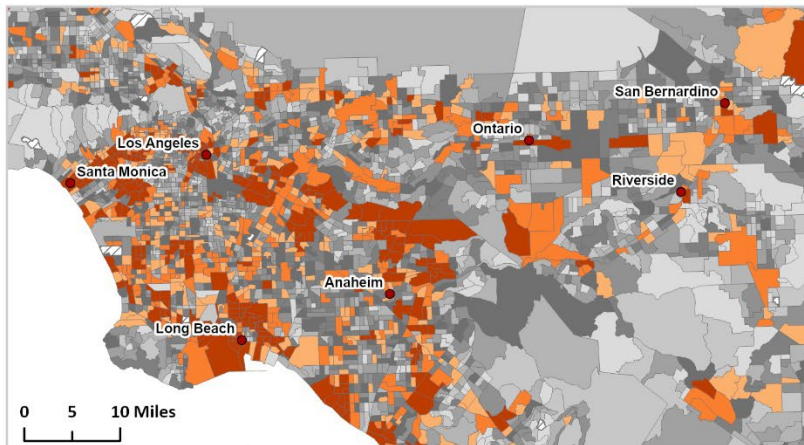 San Bernardino
Los Angeles
Ontario
Santa Monica
Riverside
Anaheim
Long Beach
0 5 10 Miles